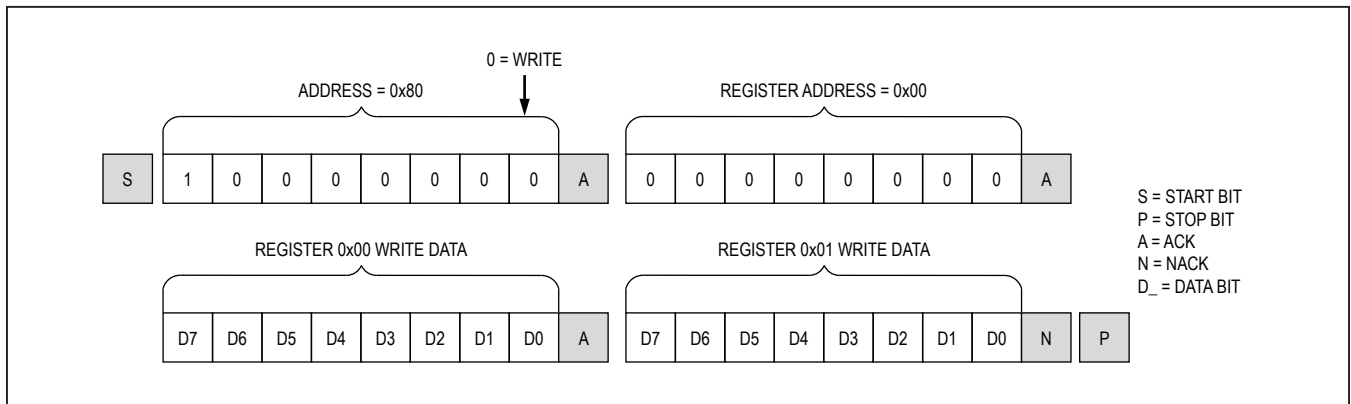 0 = WRITE
ADDRESS = 0x80
REGISTER ADDRESS = 0x00
S 1 0 0 0 0 0 0 0 A 0 0 0 0 0 0 0 0 A
S = START BIT
P = STOP BIT
A = ACK
N = NACK
D_ = DATA BIT
REGISTER 0x00 WRITE DATA
REGISTER 0x01 WRITE DATA
D7 D6 D5 D4 D3 D2 D1 D0 A D7 D6 D5 D4 D3 D2 D1 D0 N P